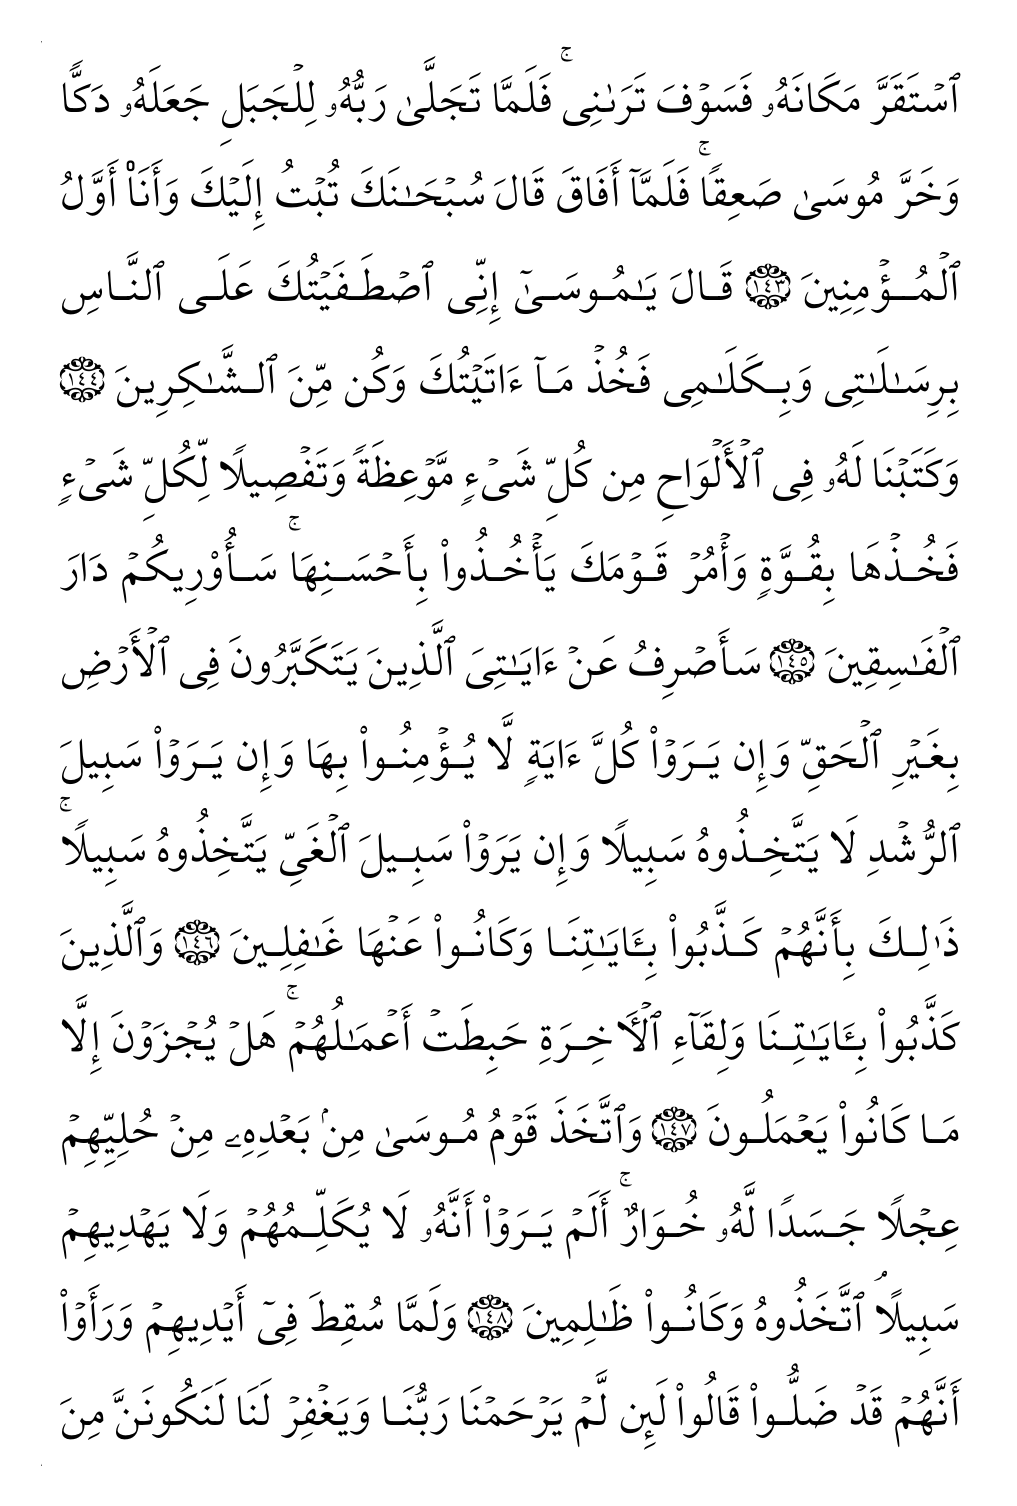 ٱسۡتَقَرَّ مَكَانَهُۥ فَسَوۡفَ تَرَىٰنِىۚ فَلَمَّا تَجَلَّىٰ رَبُّهُۥ لِلۡجَبَلِ جَعَلَهُۥ دَكًّا
وَخَرَّ مُوسَىٰ صَعِقًاۚ فَلَمَّآ أَفَاقَ قَالَ سُبۡحَـٰنَكَ تُبۡتُ إِلَيۡكَ وَأَنَا۠ أَوَّلُ
ٱلۡمُؤۡمِنِينَ ١٤٣ قَالَ يَـٰمُوسَىٰٓ إِنِّى ٱصۡطَفَيۡتُكَ عَلَى ٱلنَّاسِ
بِرِسَـٰلَـٰتِى وَبِكَلَـٰمِى فَخُذۡ مَآ ءَاتَيۡتُكَ وَكُن مِّنَ ٱلشَّـٰكِرِينَ ١٤٤
وَكَتَبۡنَا لَهُۥ فِى ٱلۡأَلۡوَاحِ مِن كُلِّ شَىۡءٍ مَّوۡعِظَةً وَتَفۡصِيلًا لِّكُلِّ شَىۡءٍ
فَخُذۡهَا بِقُوَّةٍ وَأۡمُرۡ قَوۡمَكَ يَأۡخُذُوا۟ بِأَحۡسَنِهَاۚ سَأُو۟رِيكُمۡ دَارَ
ٱلۡفَـٰسِقِينَ ١٤٥ سَأَصۡرِفُ عَنۡ ءَايَـٰتِىَ ٱلَّذِينَ يَتَكَبَّرُونَ فِى ٱلۡأَرۡضِ
بِغَيۡرِ ٱلۡحَقِّ وَإِن يَرَوۡا۟ كُلَّ ءَايَةٍ لَّا يُؤۡمِنُوا۟ بِهَا وَإِن يَرَوۡا۟ سَبِيلَ
ٱلرُّشۡدِ لَا يَتَّخِذُوهُ سَبِيلًا وَإِن يَرَوۡا۟ سَبِيلَ ٱلۡغَىِّ يَتَّخِذُوهُ سَبِيلًاۚ
ذَٰلِكَ بِأَنَّهُمۡ كَذَّبُوا۟ بِـَٔايَـٰتِنَا وَكَانُوا۟ عَنۡهَا غَـٰفِلِينَ ١٤٦ وَٱلَّذِينَ
كَذَّبُوا۟ بِـَٔايَـٰتِنَا وَلِقَآءِ ٱلۡـَٔاخِرَةِ حَبِطَتۡ أَعۡمَـٰلُهُمۡۚ هَلۡ يُجۡزَوۡنَ إِلَّا
مَا كَانُوا۟ يَعۡمَلُونَ ١٤٧ وَٱتَّخَذَ قَوۡمُ مُوسَىٰ مِنۢ بَعۡدِهِۦ مِنۡ حُلِيِّهِمۡ
عِجۡلًا جَسَدًا لَّهُۥ خُوَارٌۚ أَلَمۡ يَرَوۡا۟ أَنَّهُۥ لَا يُكَلِّمُهُمۡ وَلَا يَهۡدِيهِمۡ
سَبِيلًاۘ ٱتَّخَذُوهُ وَكَانُوا۟ ظَـٰلِمِينَ ١٤٨ وَلَمَّا سُقِطَ فِىٓ أَيۡدِيهِمۡ وَرَأَوۡا۟
أَنَّهُمۡ قَدۡ ضَلُّوا۟ قَالُوا۟ لَئِن لَّمۡ يَرۡحَمۡنَا رَبُّنَا وَيَغۡفِرۡ لَنَا لَنَكُونَنَّ مِنَ